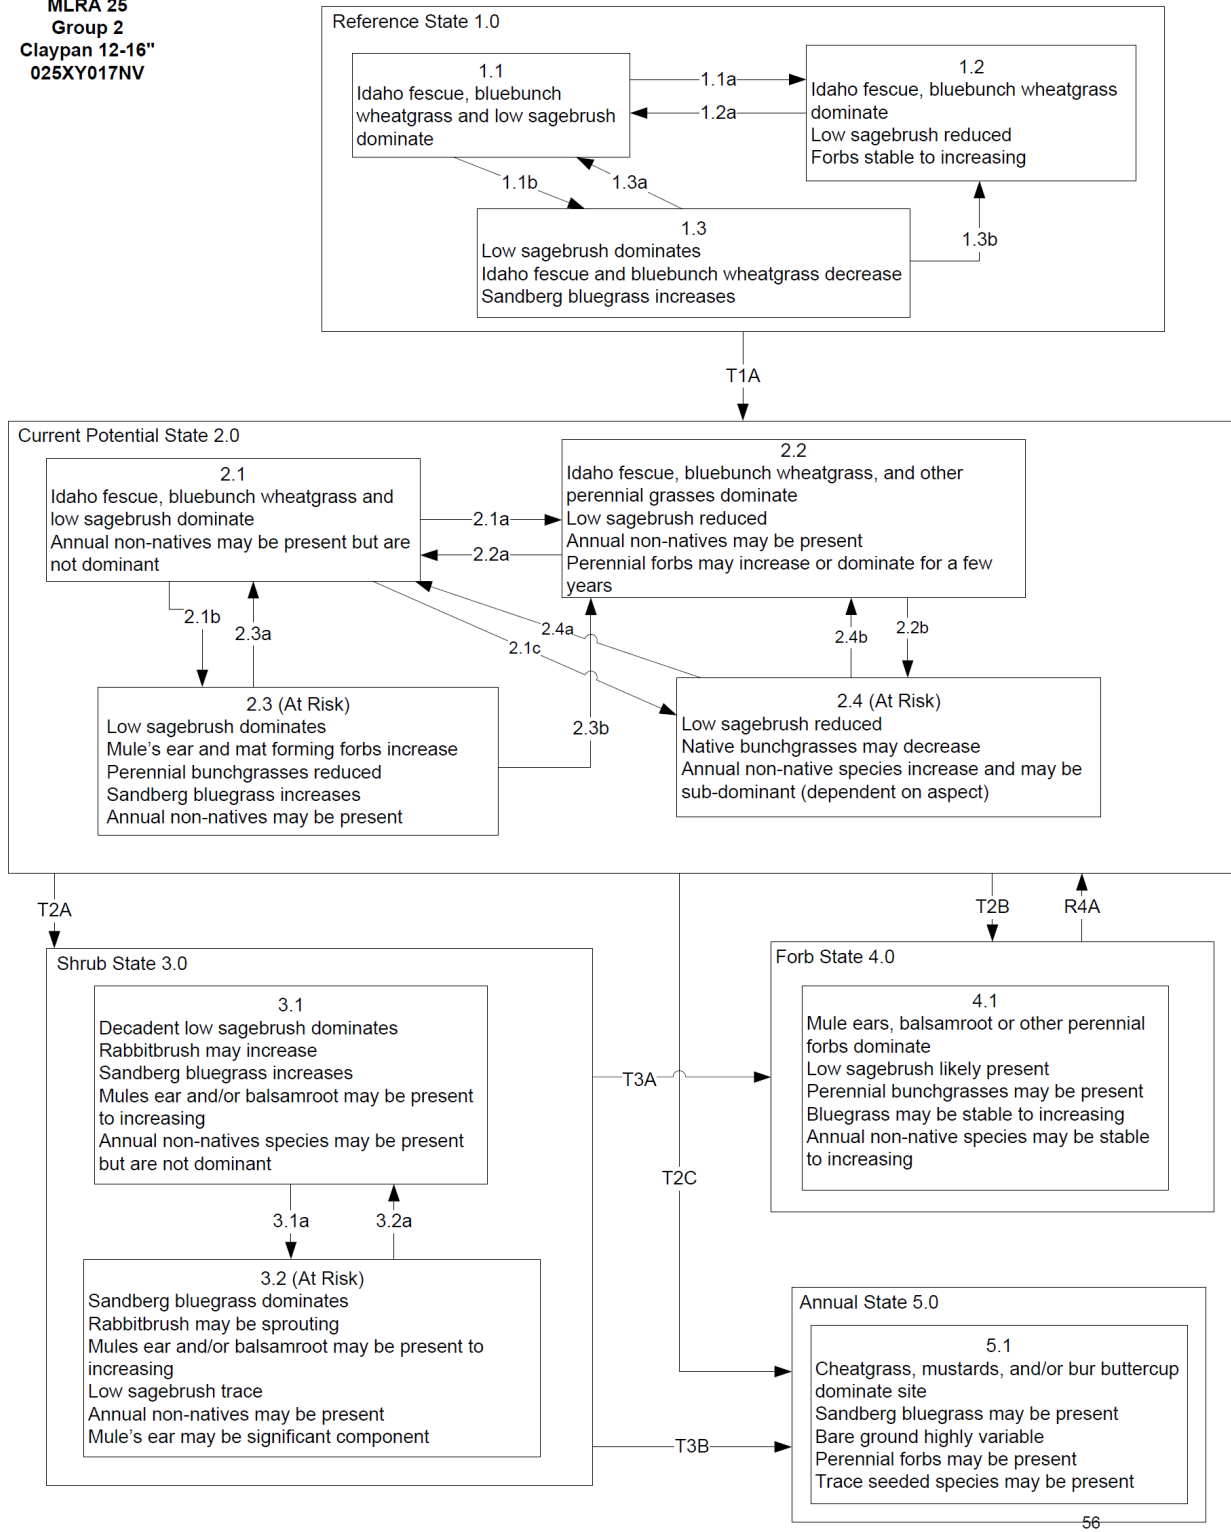 MLRA 25
Group 2
Claypan 12-16"
025XY017NV
Reference State 1.0
1.1
Idaho fescue, bluebunch
wheatgrass and low sagebrush
dominate
1.1a
1.2a
1.2
Idaho fescue, bluebunch wheatgrass
dominate
Low sagebrush reduced
Forbs stable to increasing
1.1b
1.3a
1.3
Low sagebrush dominates
Idaho fescue and bluebunch wheatgrass decrease
Sandberg bluegrass increases
1.3b
T1A
Current Potential State 2.0
2.1
Idaho fescue, bluebunch wheatgrass and
low sagebrush dominate
Annual non-natives may be present but are
not dominant
2.1a
2.2a
2.2
Idaho fescue, bluebunch wheatgrass, and other
perennial grasses dominate
Low sagebrush reduced
Annual non-natives may be present
Perennial forbs may increase or dominate for a few
years
2.1b
2.3a
2.4a
2.1c
2.4b
2.2b
2.3b
2.3 (At Risk)
Low sagebrush dominates
Mule's ear and mat forming forbs increase
Perennial bunchgrasses reduced
Sandberg bluegrass increases
Annual non-natives may be present
2.4 (At Risk)
Low sagebrush reduced
Native bunchgrasses may decrease
Annual non-native species increase and may be
sub-dominant (dependent on aspect)
T2A
T2B
R4A
Shrub State 3.0
3.1
Decadent low sagebrush dominates
Rabbitbrush may increase
Sandberg bluegrass increases
Mules ear and/or balsamroot may be present
to increasing
Annual non-natives species may be present
but are not dominant
3.1a
3.2a
3.2 (At Risk)
Sandberg bluegrass dominates
Rabbitbrush may be sprouting
Mules ear and/or balsamroot may be present to
increasing
Low sagebrush trace
Annual non-natives may be present
Mule's ear may be significant component
T3A
T2C
T3B
Forb State 4.0
4.1
Mule ears, balsamroot or other perennial
forbs dominate
Low sagebrush likely present
Perennial bunchgrasses may be present
Bluegrass may be stable to increasing
Annual non-native species may be stable
to increasing
Annual State 5.0
5.1
Cheatgrass, mustards, and/or bur buttercup
dominate site
Sandberg bluegrass may be present
Bare ground highly variable
Perennial forbs may be present
Trace seeded species may be present
56